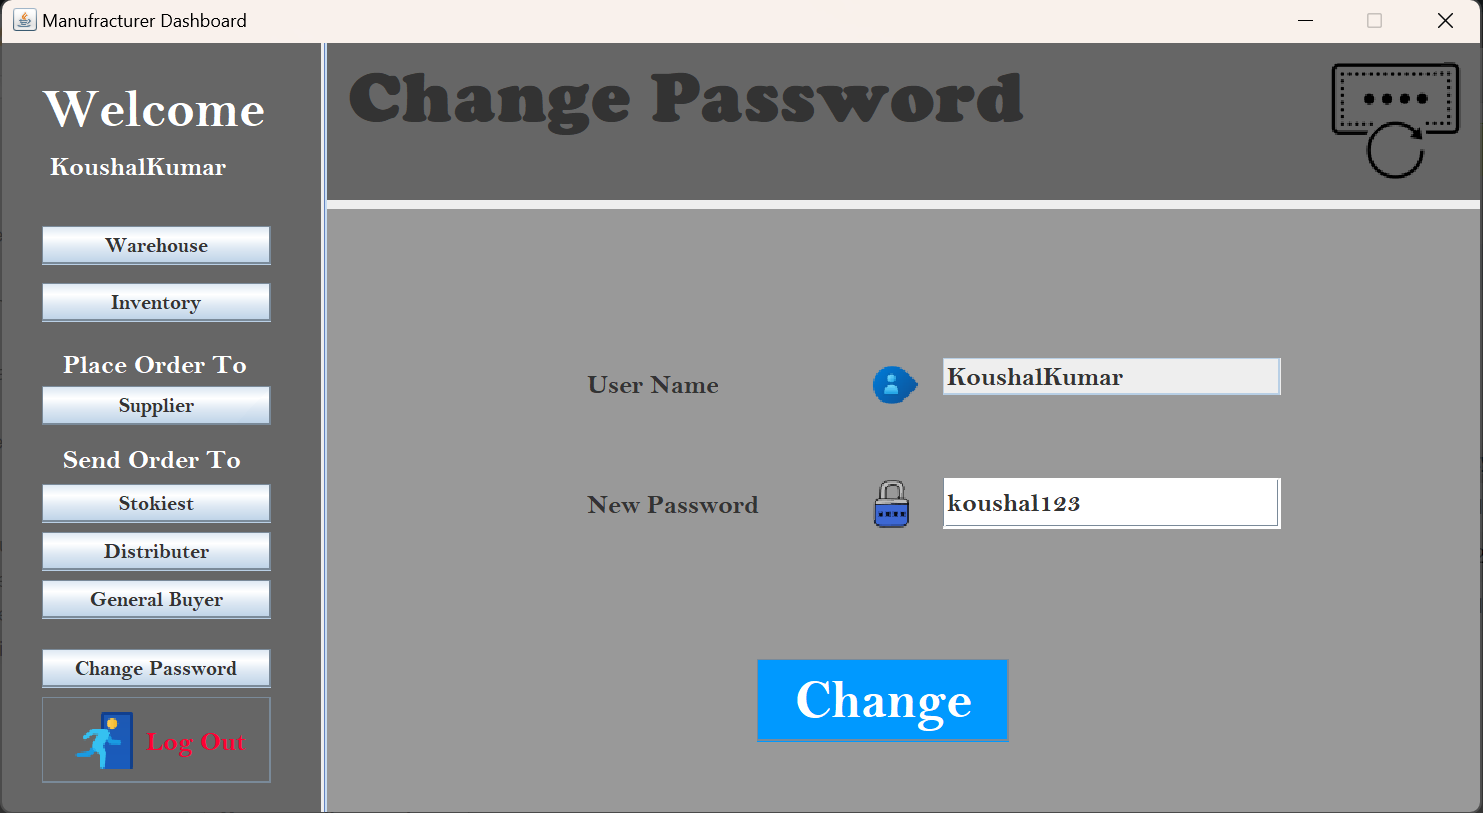 Manufracturer Dashboard
Welcome
KoushalKumar
Warehouse
Inventory
Place Order To
Supplier
Send Order To
Stokiest
Distributer
General Buyer
Change Password
Log Out
Change Password
User Name
KoushalKumar
New Password
koushal123
Change